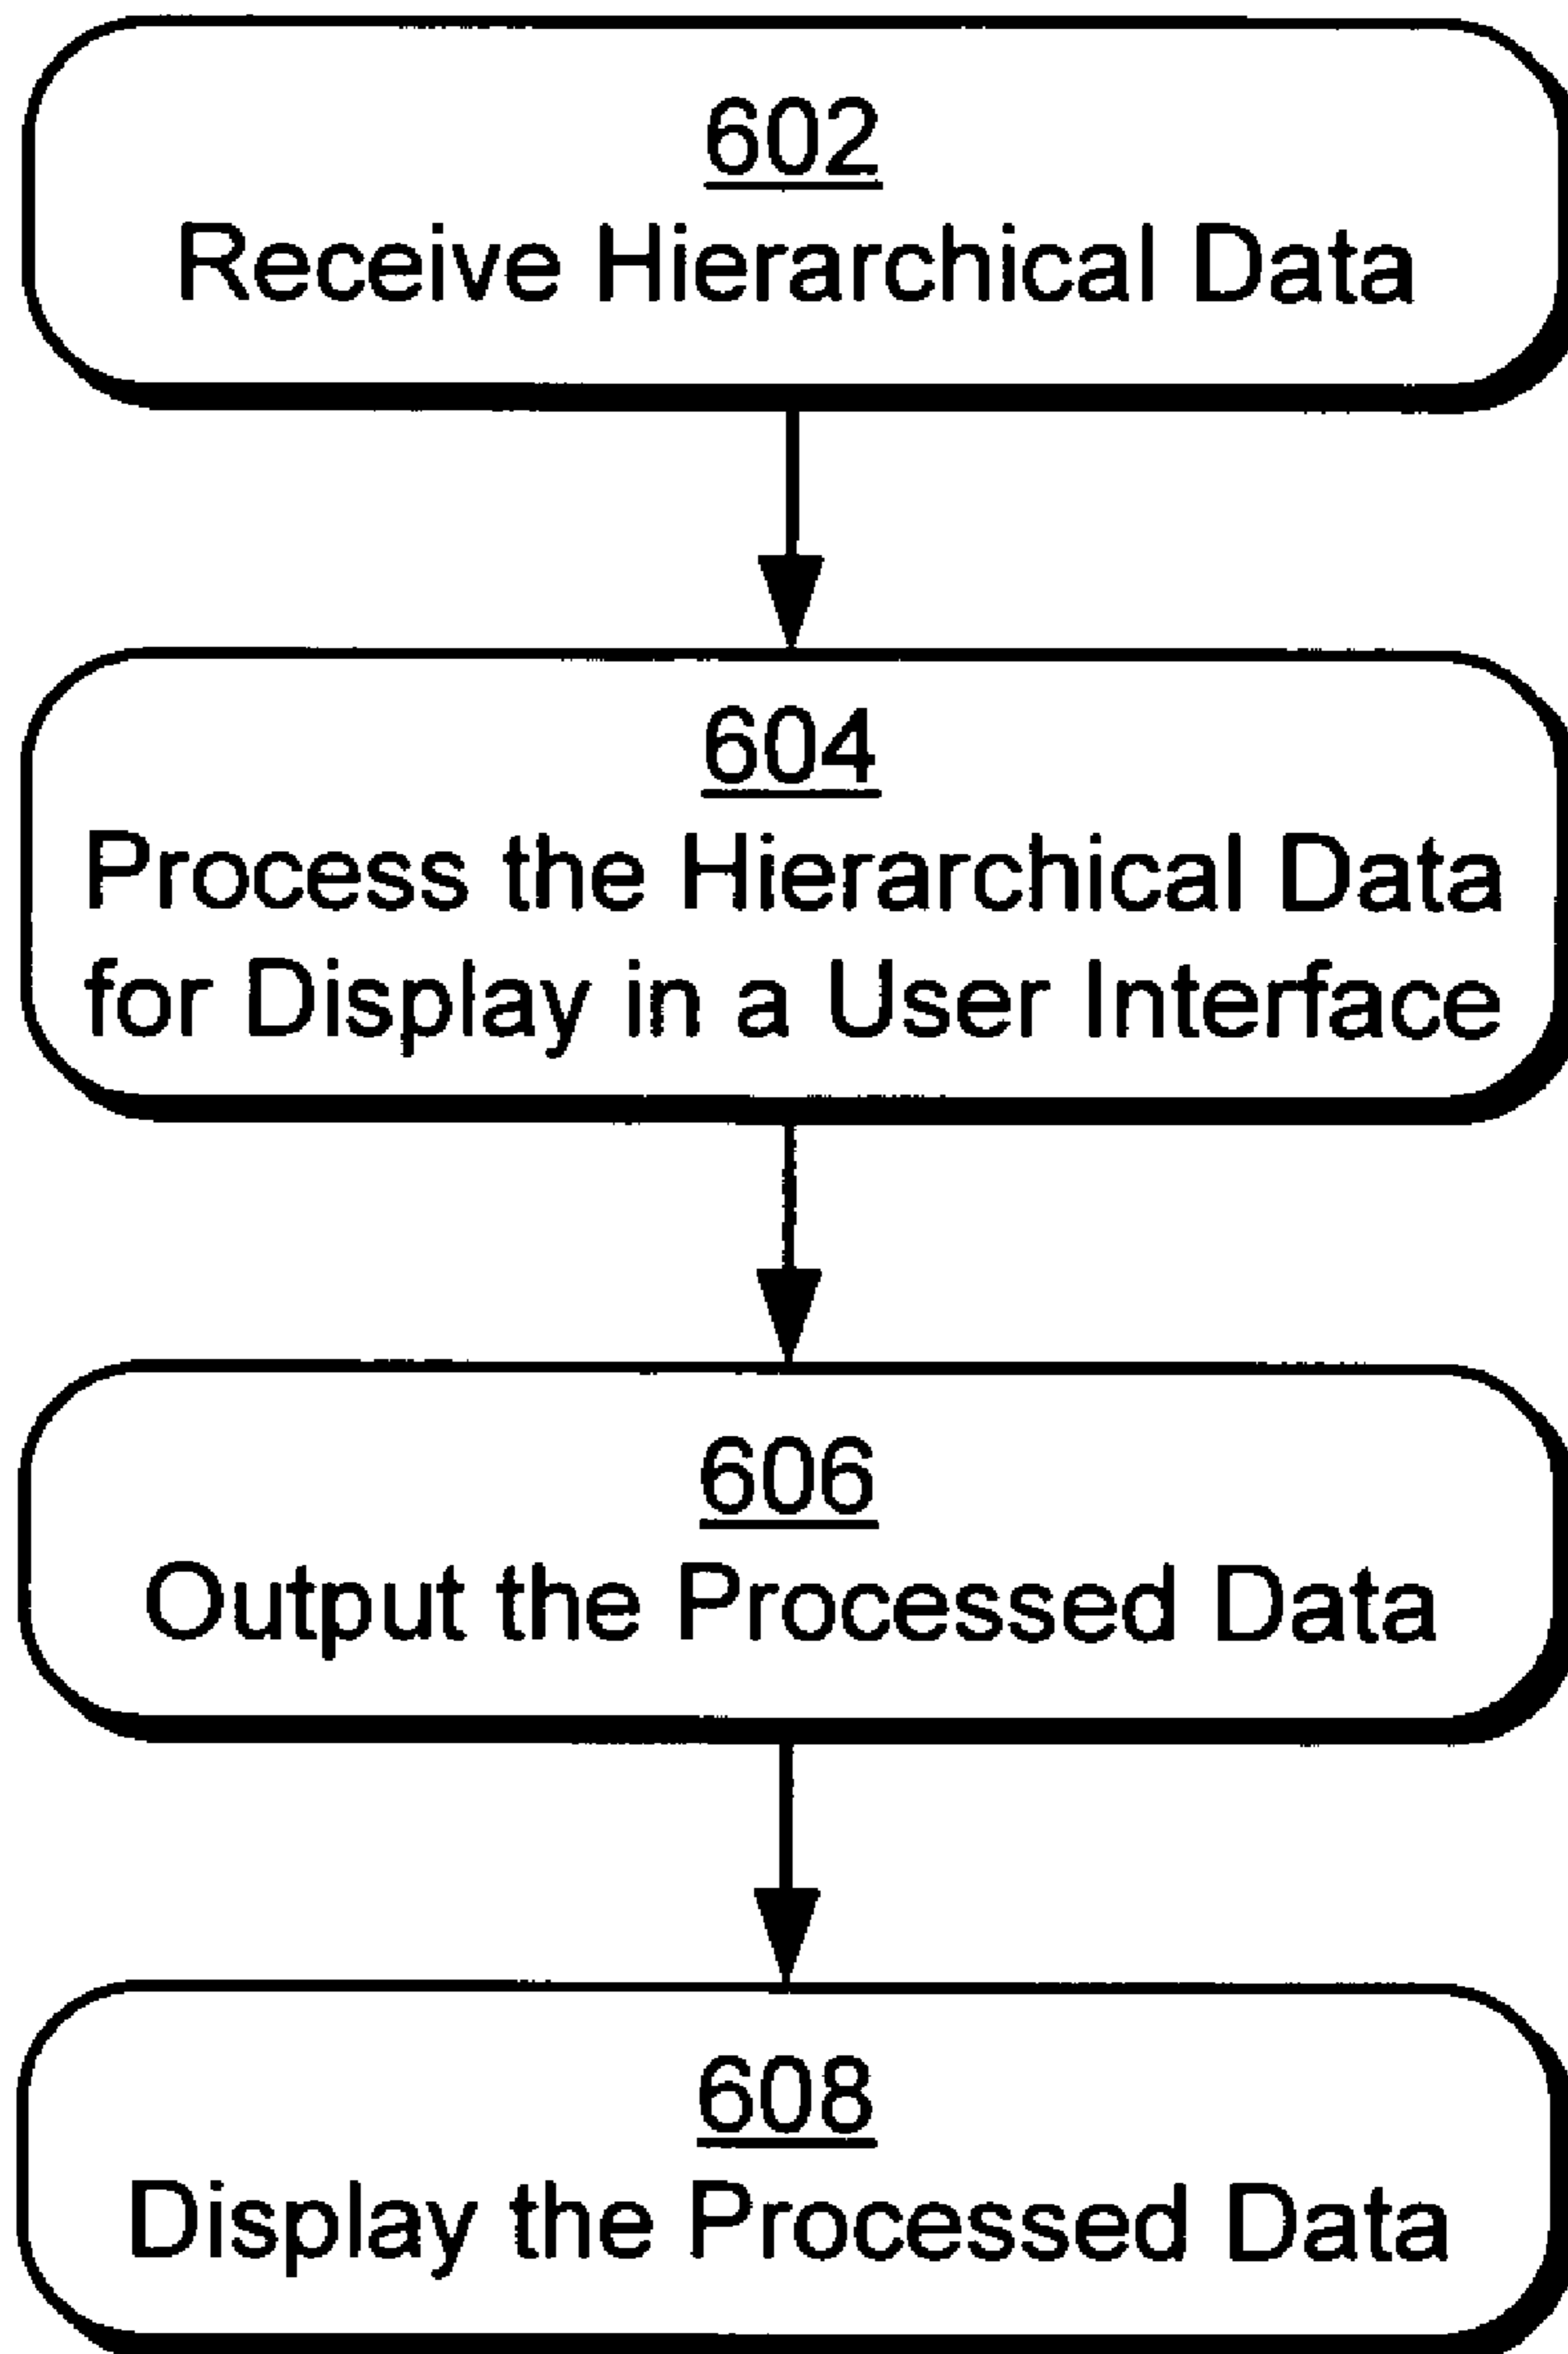 602
Receive Hierarchical Data
604
Process the Hierarchical Data
for Display in a User Interface
606
Output the Processed Data
608
Display the Processed Data